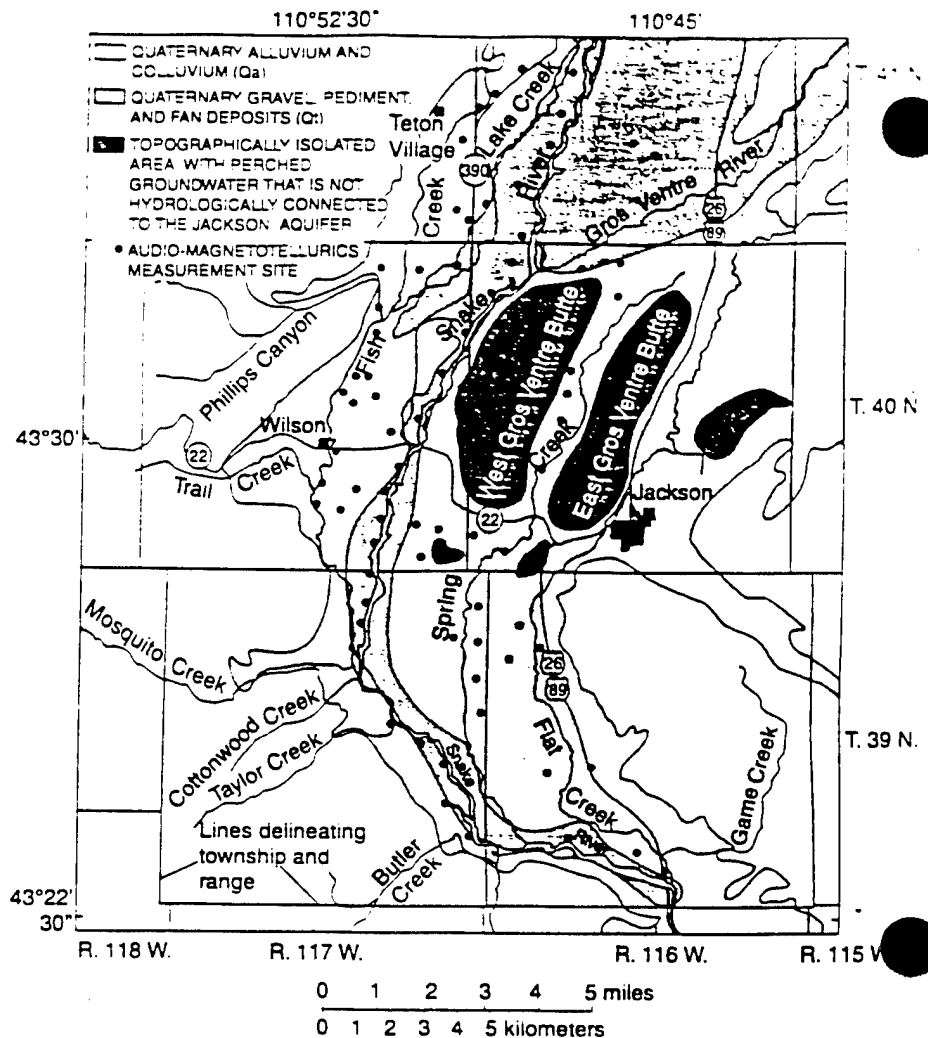 110°52'30"
110°45'
QUATERNARY ALLUVIUM AND
COLLUVIUM (Qa)
QUATERNARY GRAVEL, PEDIMENT,
AND FAN DEPOSITS (Qt)
TOPOGRAPHICALLY ISOLATED
AREA WITH PERCHED
GROUNDWATER THAT IS NOT
HYDROLOGICALLY CONNECTED
TO THE JACKSON AQUIFER
AUDIO-MAGNETOTELLURICS
MEASUREMENT SITE
Teton
Village
Lake Creek
390
Creek
River
Gros Ventre River
26
89
Phillips Canyon
Fish
Snake
West Gros Ventre Butte
East Gros Ventre Butte
T. 40 N
43°30'
Wilson
22
Trail Creek
Creek
22
Jackson
Spring
Mosquito Creek
26
89
Cottonwood Creek
Taylor Creek
Snake
Flat
Creek
River
Game Creek
T. 39 N.
Lines delineating
township and
range
Butler
Creek
43°22'
30"
R. 118 W.
R. 117 W.
R. 116 W.
R. 115 W
0 1 2 3 4 5 miles
0 1 2 3 4 5 kilometers